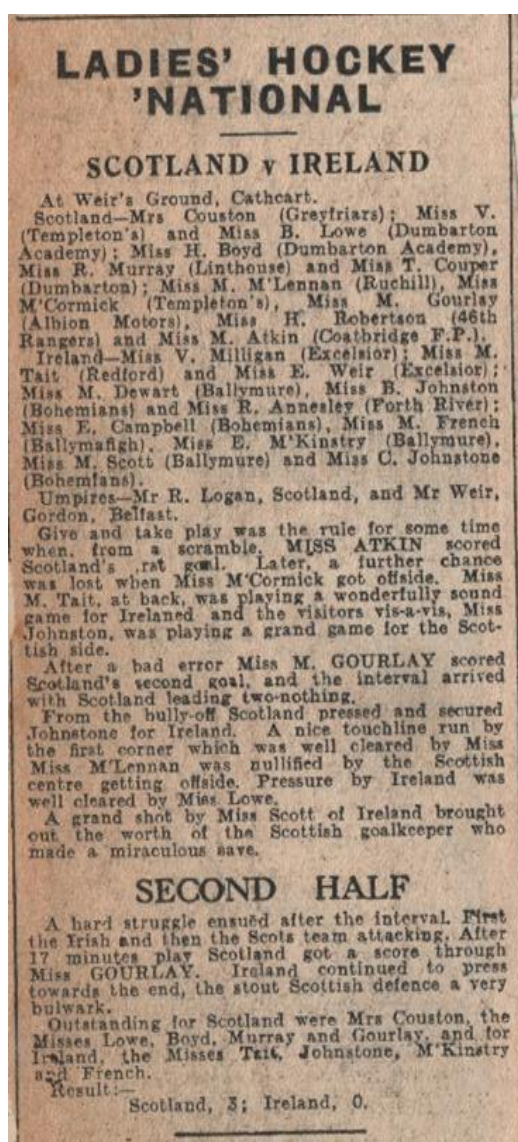 LADIES' HOCKEY
'NATIONAL
SCOTLAND v IRELAND
At Weir's Ground, Cathcart.
Scotland—Mrs Couston (Greyfriars); Miss V.
(Templeton's) and Miss B. Lowe (Dumbarton
Academy); Miss H. Boyd (Dumbarton Academy),
Miss R. Murray (Linthouse) and Miss T. Couper
(Dumbarton); Miss M. M'Lennan (Ruchill), Miss
M'Cormick (Templeton's), Miss M. Gourlay
(Albion Motors), Miss H. Robertson (46th
Rangers) and Miss M. Atkin (Coatbridge F.P.).
Ireland—Miss V. Milligan (Excelsior); Miss M.
Tait (Redford) and Miss E. Weir (Excelsior);
Miss M. Dewart (Ballymure), Miss B. Johnston
(Bohemians) and Miss R. Annesley (Forth River);
Miss E. Campbell (Bohemians), Miss M. French
(Ballymafigh), Miss E. M'Kinstry (Ballymure),
Miss M. Scott (Ballymure) and Miss C. Johnstone
(Bohemians).
Umpires—Mr R. Logan, Scotland, and Mr Weir,
Gordon, Belfast.
Give and take play was the rule for some time
when, from a scramble, MISS ATKIN scored
Scotland's .rst goal. Later, a further chance
was lost when Miss M'Cormick got offside. Miss
M. Tait, at back, was playing a wonderfully sound
game for Irelaned and the visitors vis-a-vis, Miss
Johnston, was playing a grand game for the Scot-
tish side.
After a bad error Miss M. GOURLAY scored
Scotland's second goal, and the interval arrived
with Scotland leading two-nothing.
From the bully-off Scotland pressed and secured
Johnstone for Ireland. A nice touchline run by
the first corner which was well cleared by Miss
Miss M'Lennan was nullified by the Scottish
centre getting offside. Pressure by Ireland was
well cleared by Miss Lowe.
A grand shot by Miss Scott of Ireland brought
out the worth of the Scottish goalkeeper who
made a miraculous save.
SECOND HALF
A hard struggle ensued after the interval. First
the Irish and then the Scots team attacking. After
17 minutes play Scotland got a score through
Miss GOURLAY. Ireland continued to press
towards the end, the stout Scottish defence a very
bulwark.
Outstanding for Scotland were Mrs Couston, the
Misses Lowe, Boyd, Murray and Gourlay, and for
Ireland, the Misses Tait, Johnstone, M'Kinstry
and French.
Result:—
Scotland, 3; Ireland, 0.